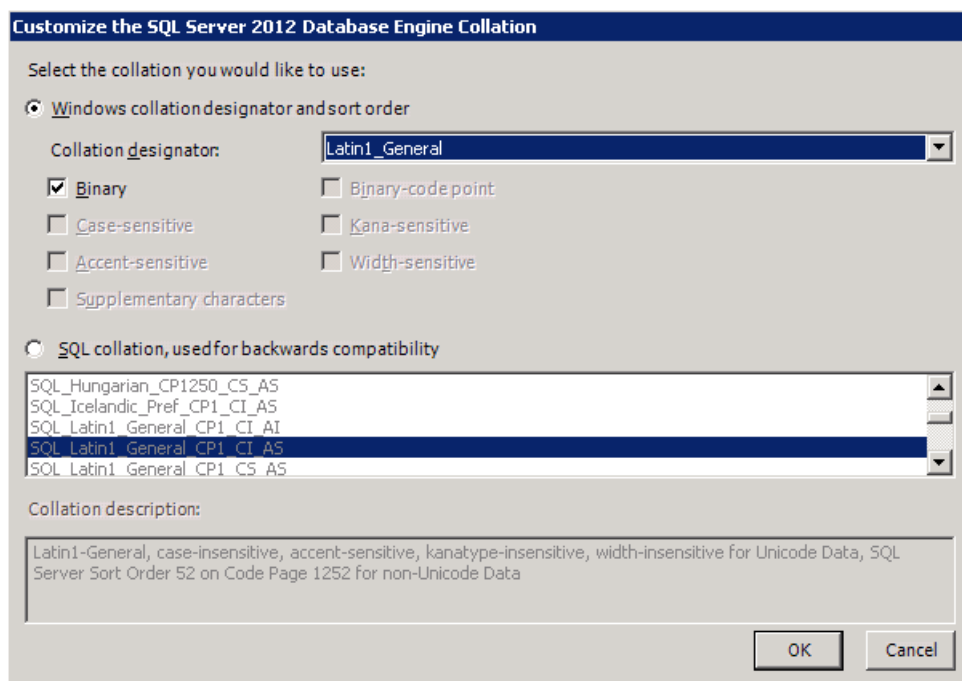 Customize the SQL Server 2012 Database Engine Collation
Select the collation you would like to use:
Windows collation designator and sort order
Collation designator:
Latin1_General
Binary
Binary-code point
Case-sensitive
Kana-sensitive
Accent-sensitive
Width-sensitive
Supplementary characters
SQL collation, used for backwards compatibility
SQL_Hungarian_CP1250_CS_AS
SQL_Icelandic_Pref_CP1_CI_AS
SQL_Latin1_General_CP1_CI_AI
SQL_Latin1_General_CP1_CI_AS
SQL_Latin1_General_CP1_CS_AS
Collation description:
Latin1-General, case-insensitive, accent-sensitive, kanatype-insensitive, width-insensitive for Unicode Data, SQL
Server Sort Order 52 on Code Page 1252 for non-Unicode Data
OK
Cancel